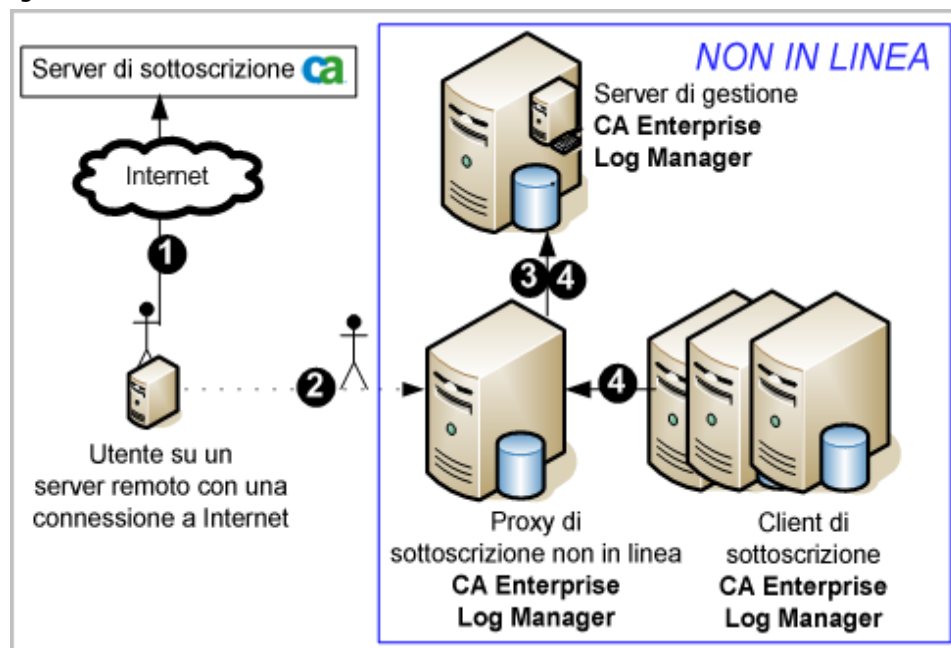 NON IN LINEA
Server di sottoscrizione ca
Server di gestione
CA Enterprise
Log Manager
Internet
1
3 4
2
4
Utente su un
server remoto con una
connessione a Internet
Proxy di
sottoscrizione non in linea
CA Enterprise
Log Manager
Client di
sottoscrizione
CA Enterprise
Log Manager